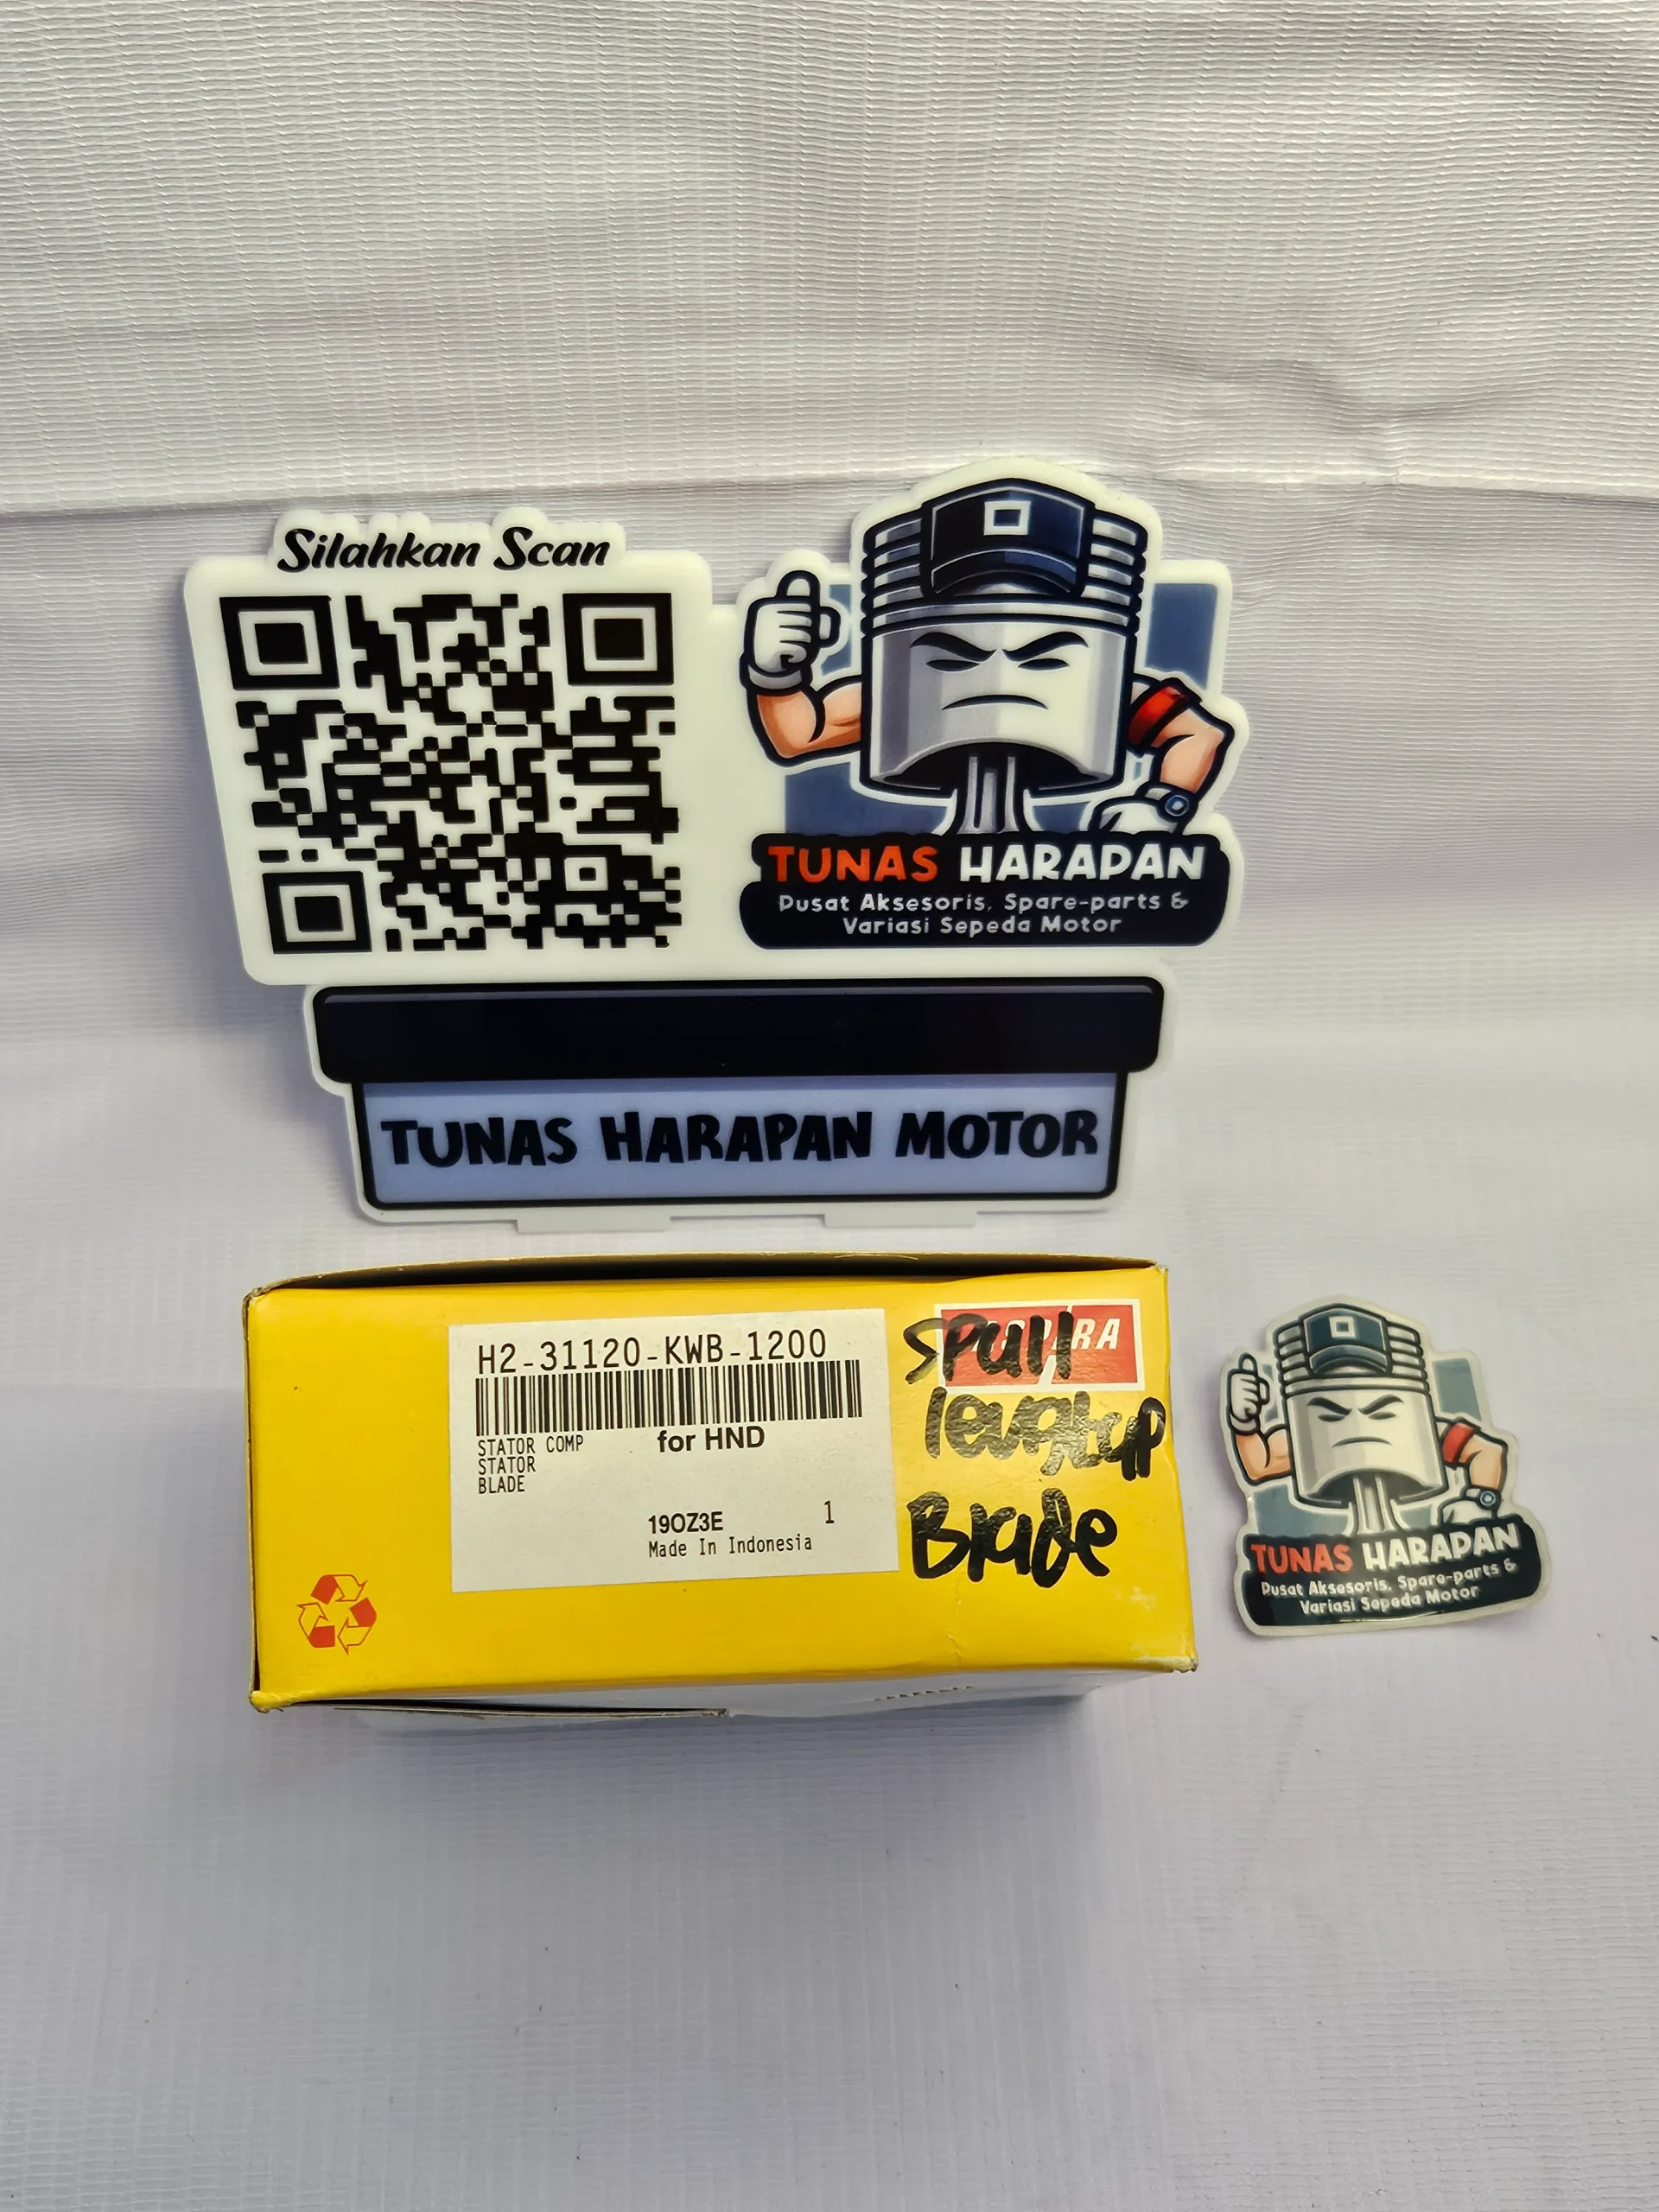 Silahkan Scan
TUNAS HARAPAN
Pusat Aksesoris, Spare-parts &
Variasi Sepeda Motor
TUNAS HARAPAN MOTOR
H2-31120-KWB-1200
STATOR COMP
for HND
STATOR
BLADE
19OZ3E
1
Made In Indonesia
SPull
lengkap
Blade
TUNAS HARAPAN
Pusat Aksesoris, Spare-parts &
Variasi Sepeda Motor